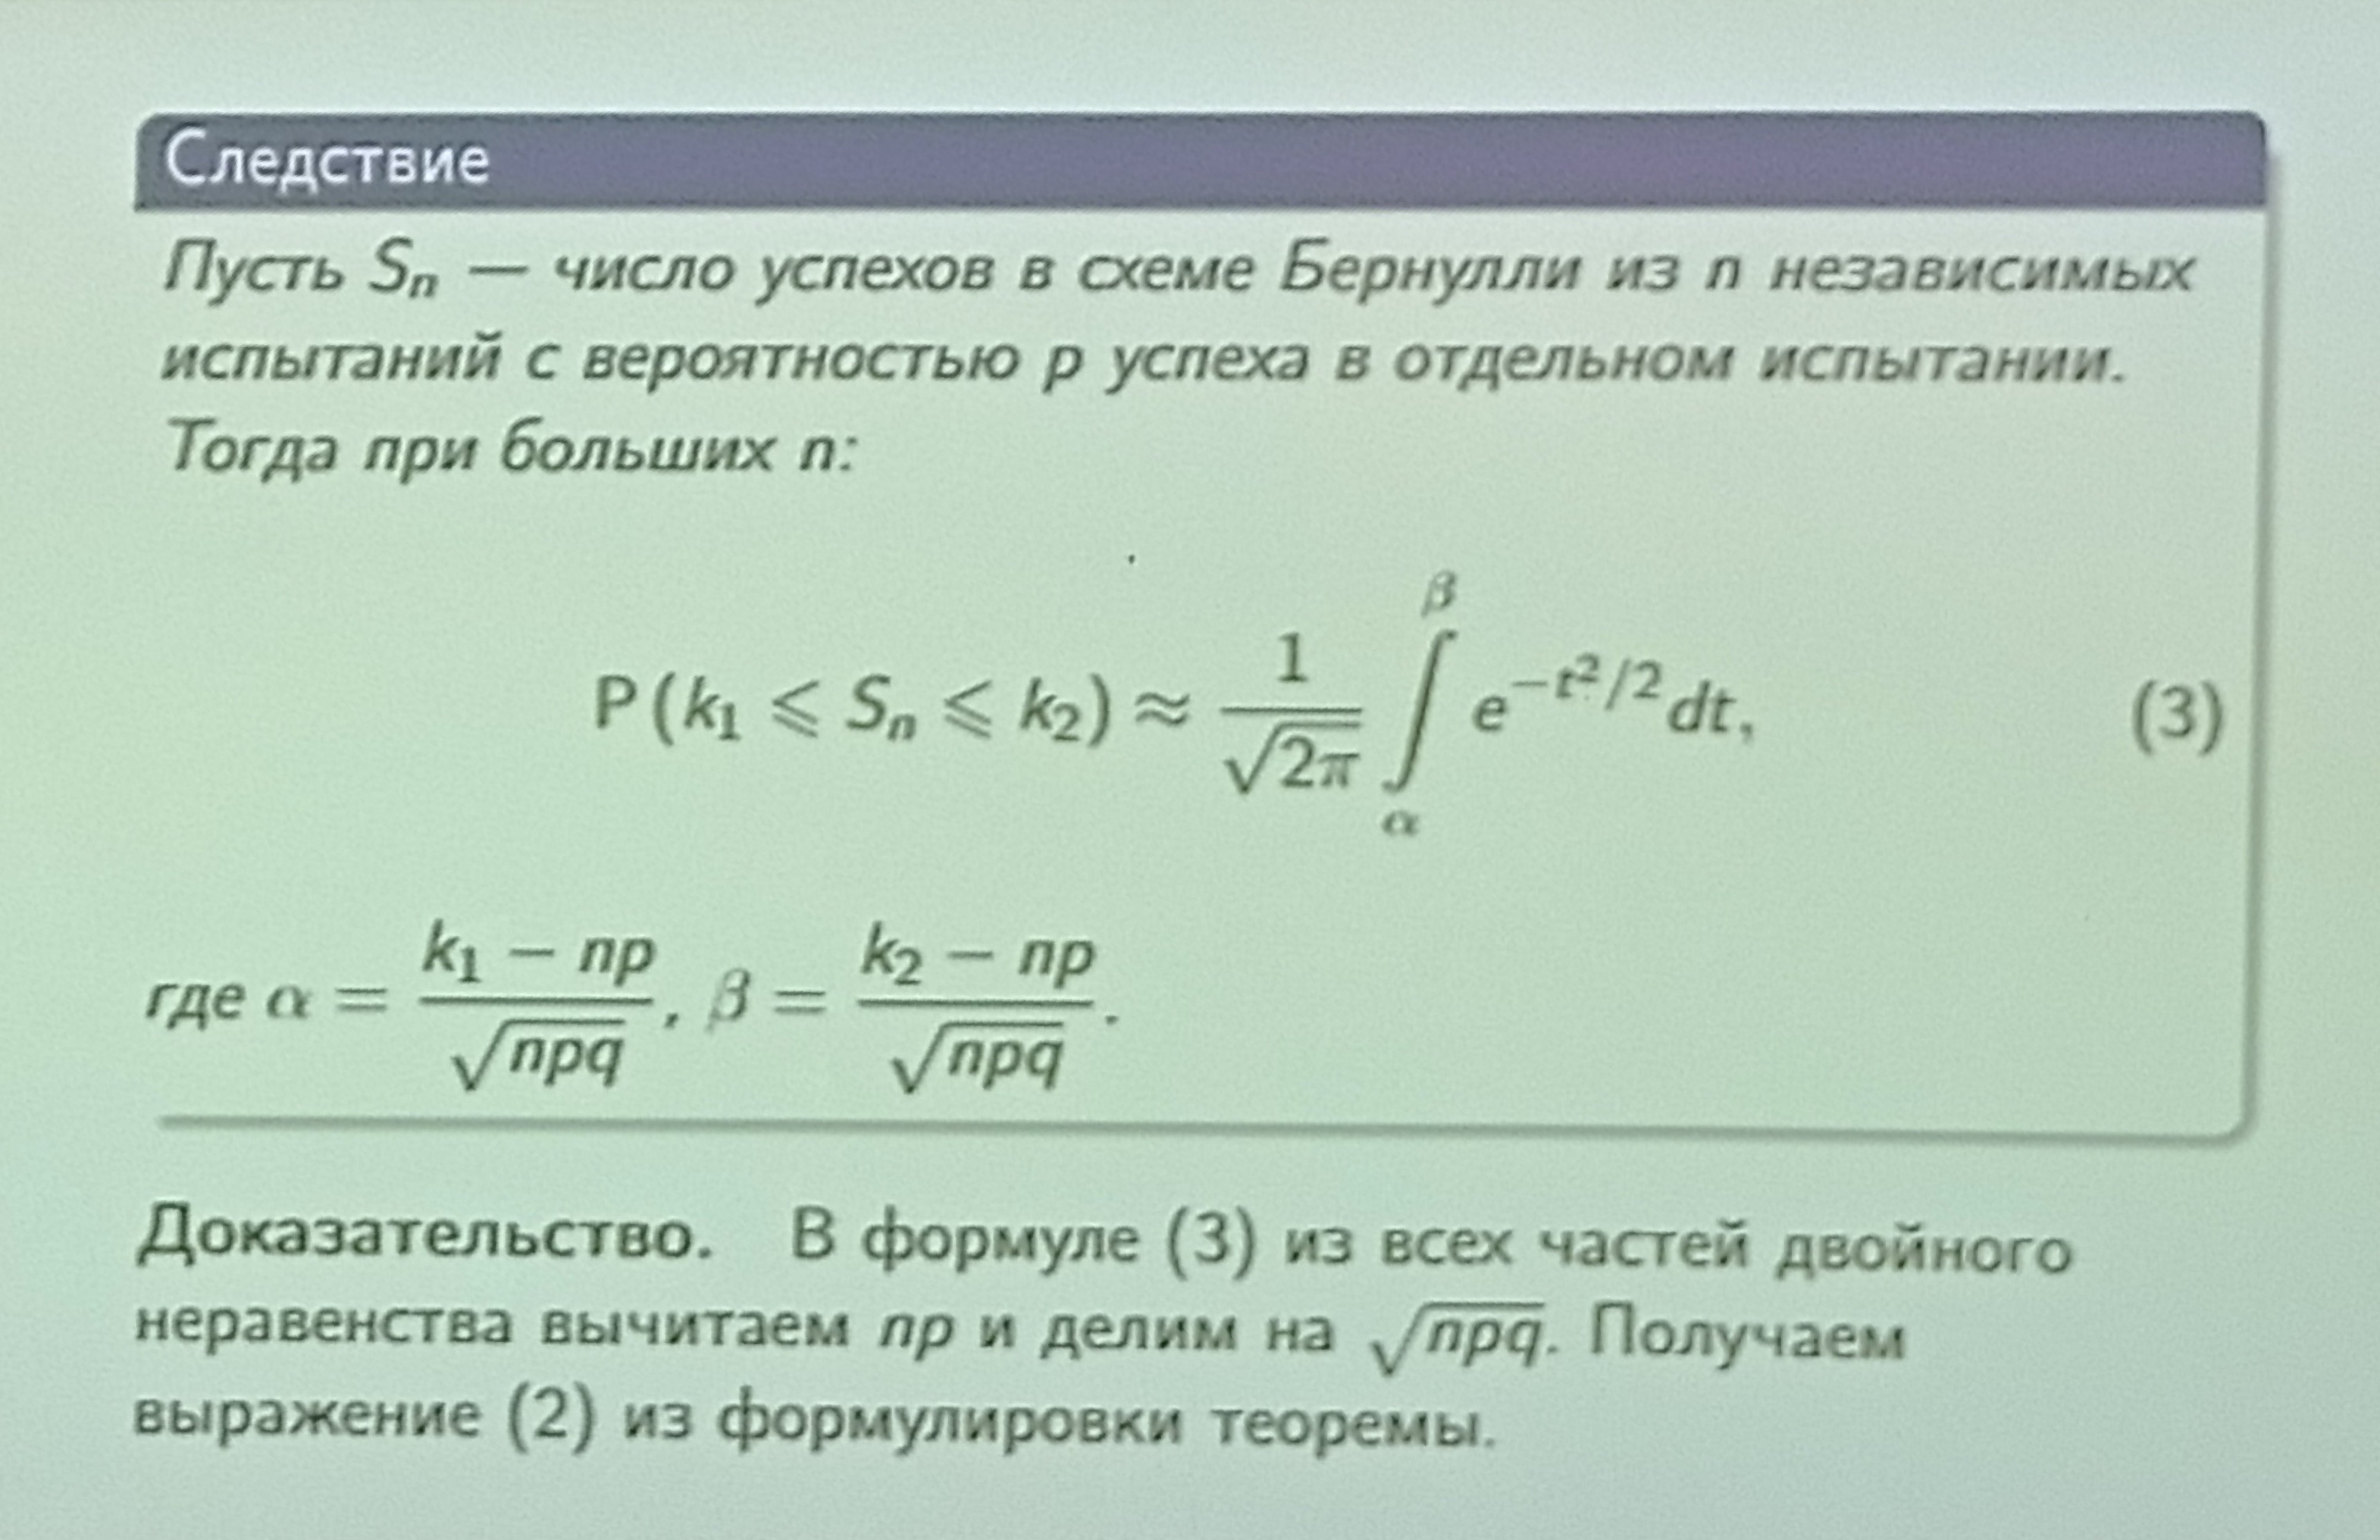 Следствие
Пусть Sₙ — число успехов в схеме Бернулли из n независимых
испытаний с вероятностью p успеха в отдельном испытании.
Тогда при больших n:
$$P(k_1 \leqslant S_n \leqslant k_2) \approx \frac{1}{\sqrt{2\pi}} \int\limits_{\alpha}^{\beta} e^{-t^2/2} dt, \quad (3)$$
где $\alpha = \frac{k_1 - np}{\sqrt{npq}}, \beta = \frac{k_2 - np}{\sqrt{npq}}.$
Доказательство. В формуле (3) из всех частей двойного
неравенства вычитаем np и делим на $\sqrt{npq}$. Получаем
выражение (2) из формулировки теоремы.